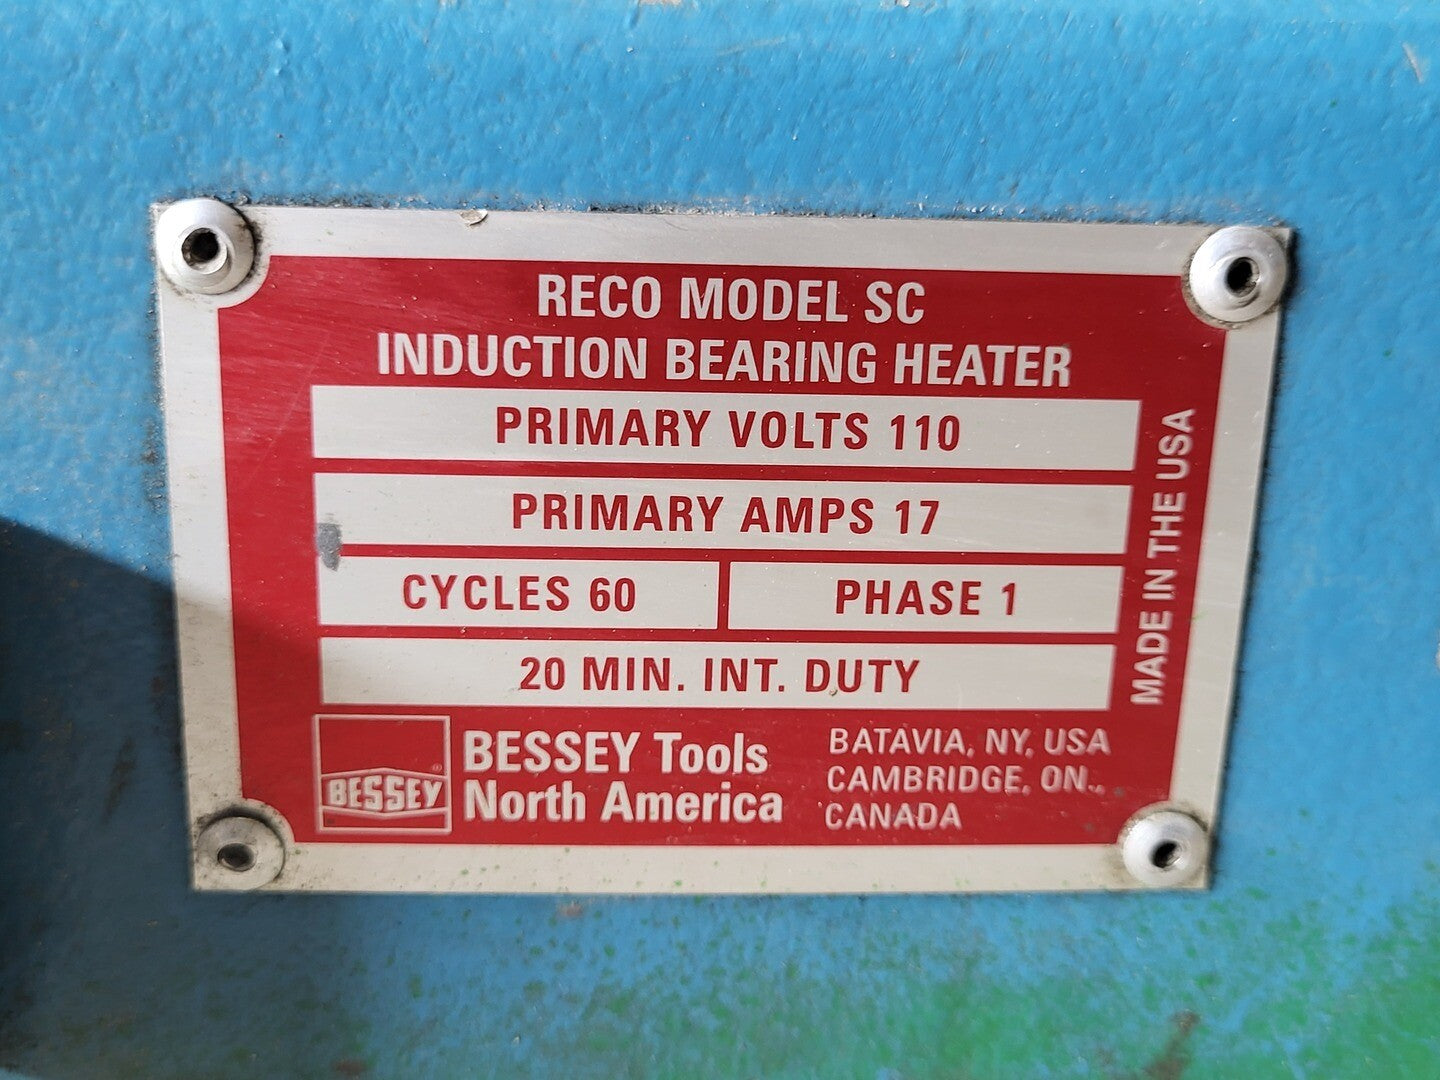 RECO MODEL SC
INDUCTION BEARING HEATER
PRIMARY VOLTS 110
PRIMARY AMPS 17
CYCLES 60
PHASE 1
20 MIN. INT. DUTY
MADE IN THE USA
BESSEY®
BESSEY Tools
North America
BATAVIA, NY, USA
CAMBRIDGE, ON.,
CANADA